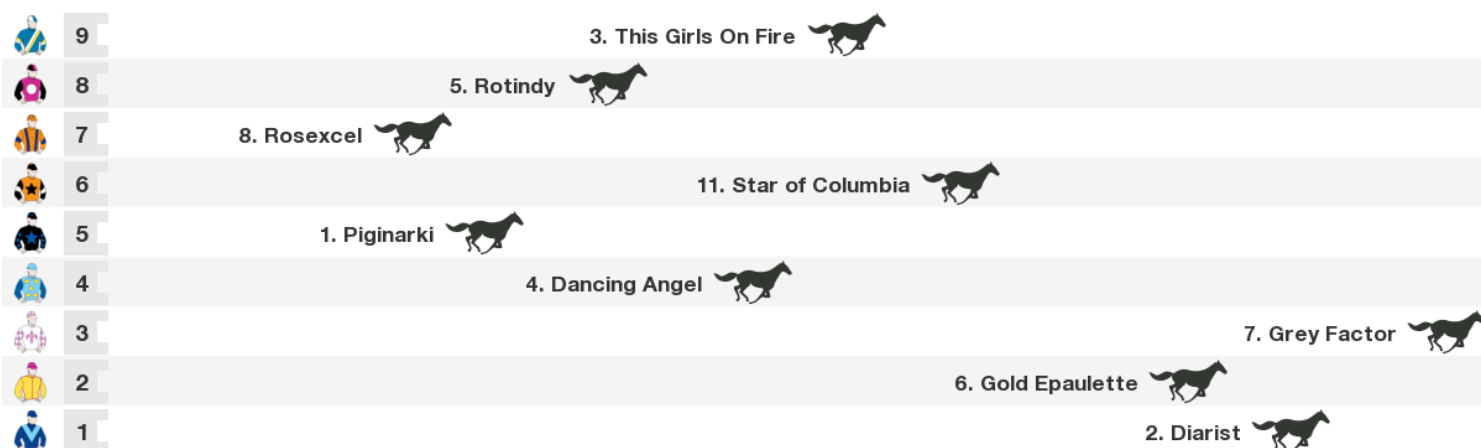 9 3. This Girls On Fire
8 5. Rotindy
7 8. Rosexcel
6 11. Star of Columbia
5 1. Piginarki
4 4. Dancing Angel
3 7. Grey Factor
2 6. Gold Epaulette
1 2. Diarist